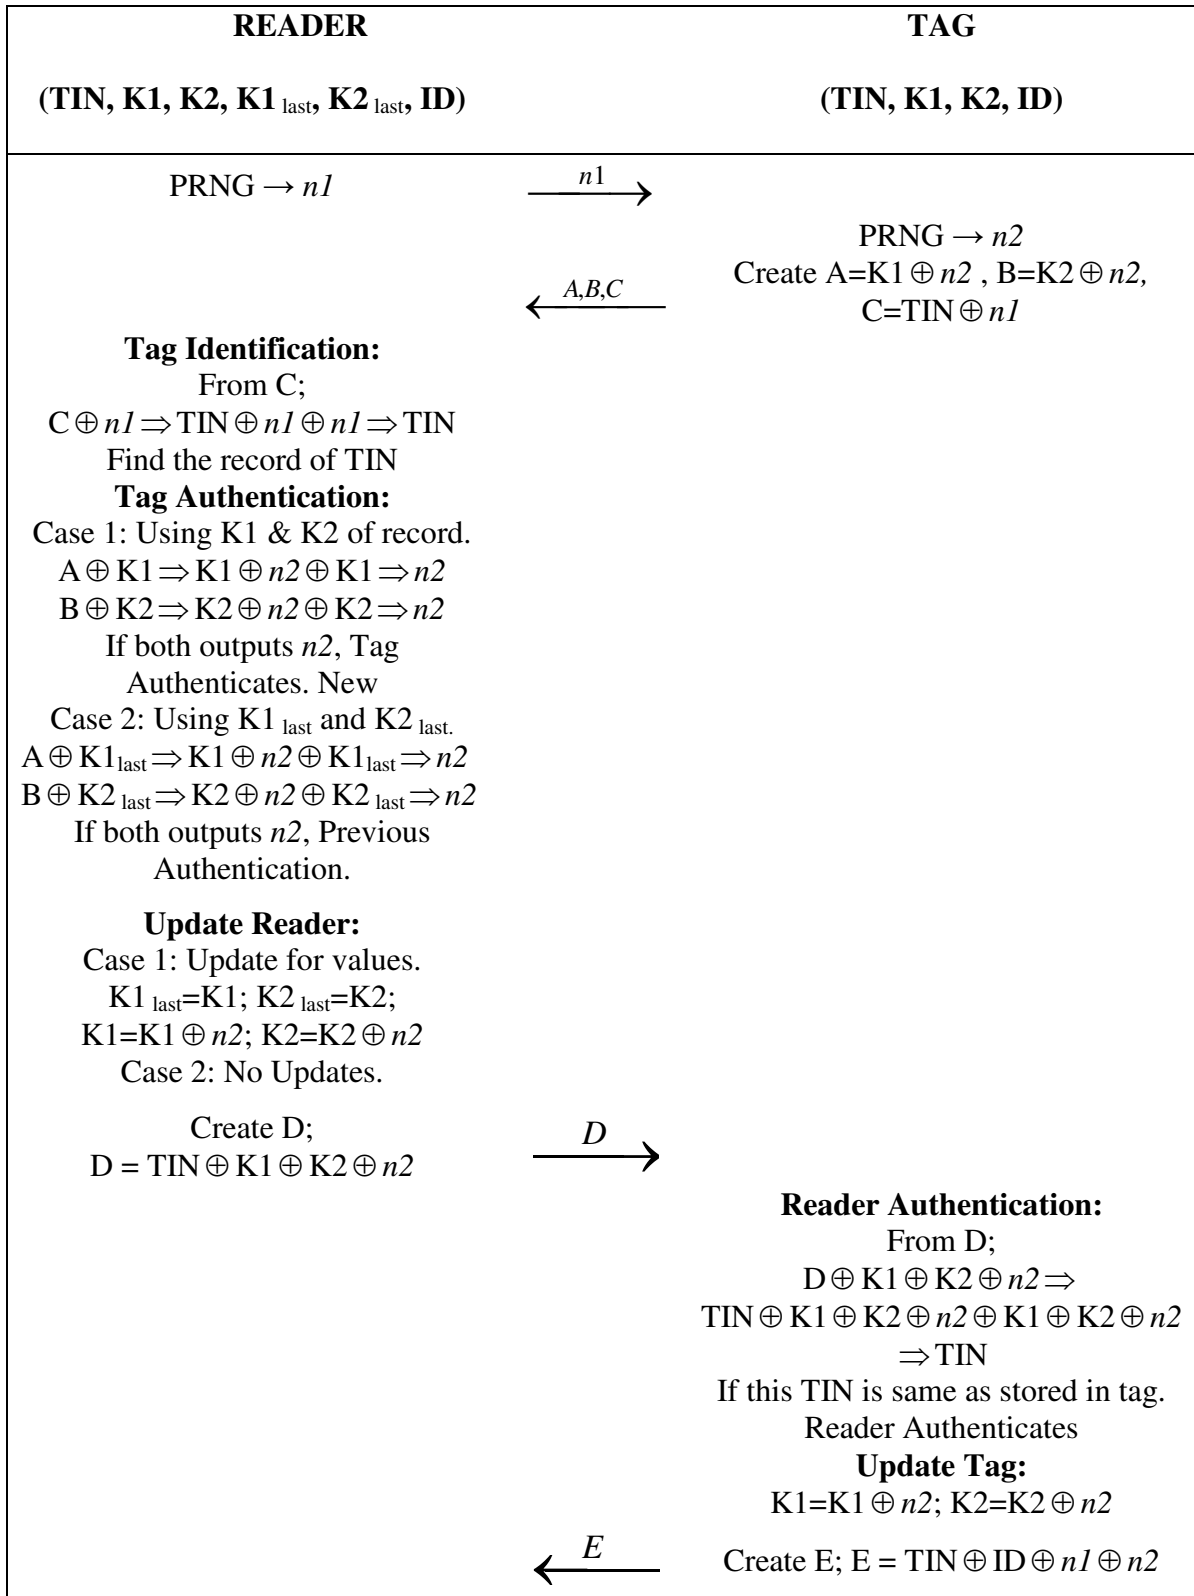 READER
TAG
(TIN, K1, K2, K1 last, K2 last, ID)
(TIN, K1, K2, ID)
PRNG → n1
n1
PRNG → n2
Create A=K1 ⊕ n2 , B=K2 ⊕ n2,
C=TIN ⊕ n1
A,B,C
Tag Identification:
From C;
C ⊕ n1 ⇒ TIN ⊕ n1 ⊕ n1 ⇒ TIN
Find the record of TIN
Tag Authentication:
Case 1: Using K1 & K2 of record.
A ⊕ K1 ⇒ K1 ⊕ n2 ⊕ K1 ⇒ n2
B ⊕ K2 ⇒ K2 ⊕ n2 ⊕ K2 ⇒ n2
If both outputs n2, Tag
Authenticates. New
Case 2: Using K1 last and K2 last.
A ⊕ K1last ⇒ K1 ⊕ n2 ⊕ K1last ⇒ n2
B ⊕ K2 last ⇒ K2 ⊕ n2 ⊕ K2 last ⇒ n2
If both outputs n2, Previous
Authentication.
Update Reader:
Case 1: Update for values.
K1 last=K1; K2 last=K2;
K1=K1 ⊕ n2; K2=K2 ⊕ n2
Case 2: No Updates.
Create D;
D = TIN ⊕ K1 ⊕ K2 ⊕ n2
D
Reader Authentication:
From D;
D ⊕ K1 ⊕ K2 ⊕ n2 ⇒
TIN ⊕ K1 ⊕ K2 ⊕ n2 ⊕ K1 ⊕ K2 ⊕ n2
⇒ TIN
If this TIN is same as stored in tag.
Reader Authenticates
Update Tag:
K1=K1 ⊕ n2; K2=K2 ⊕ n2
E
Create E; E = TIN ⊕ ID ⊕ n1 ⊕ n2